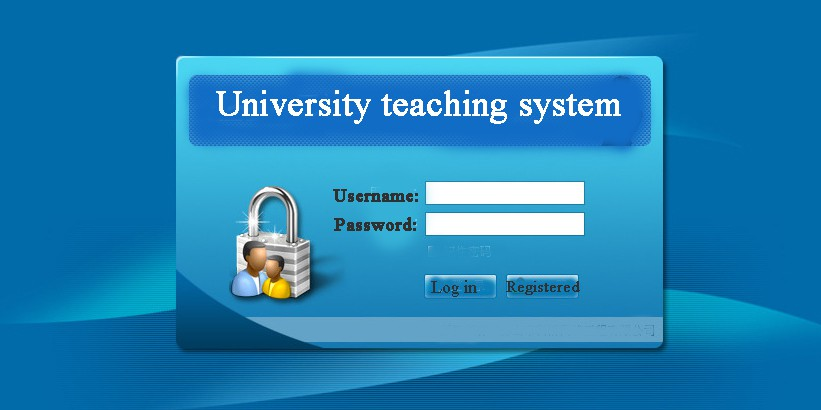 University teaching system
Username:
Password:
Log in
Registered